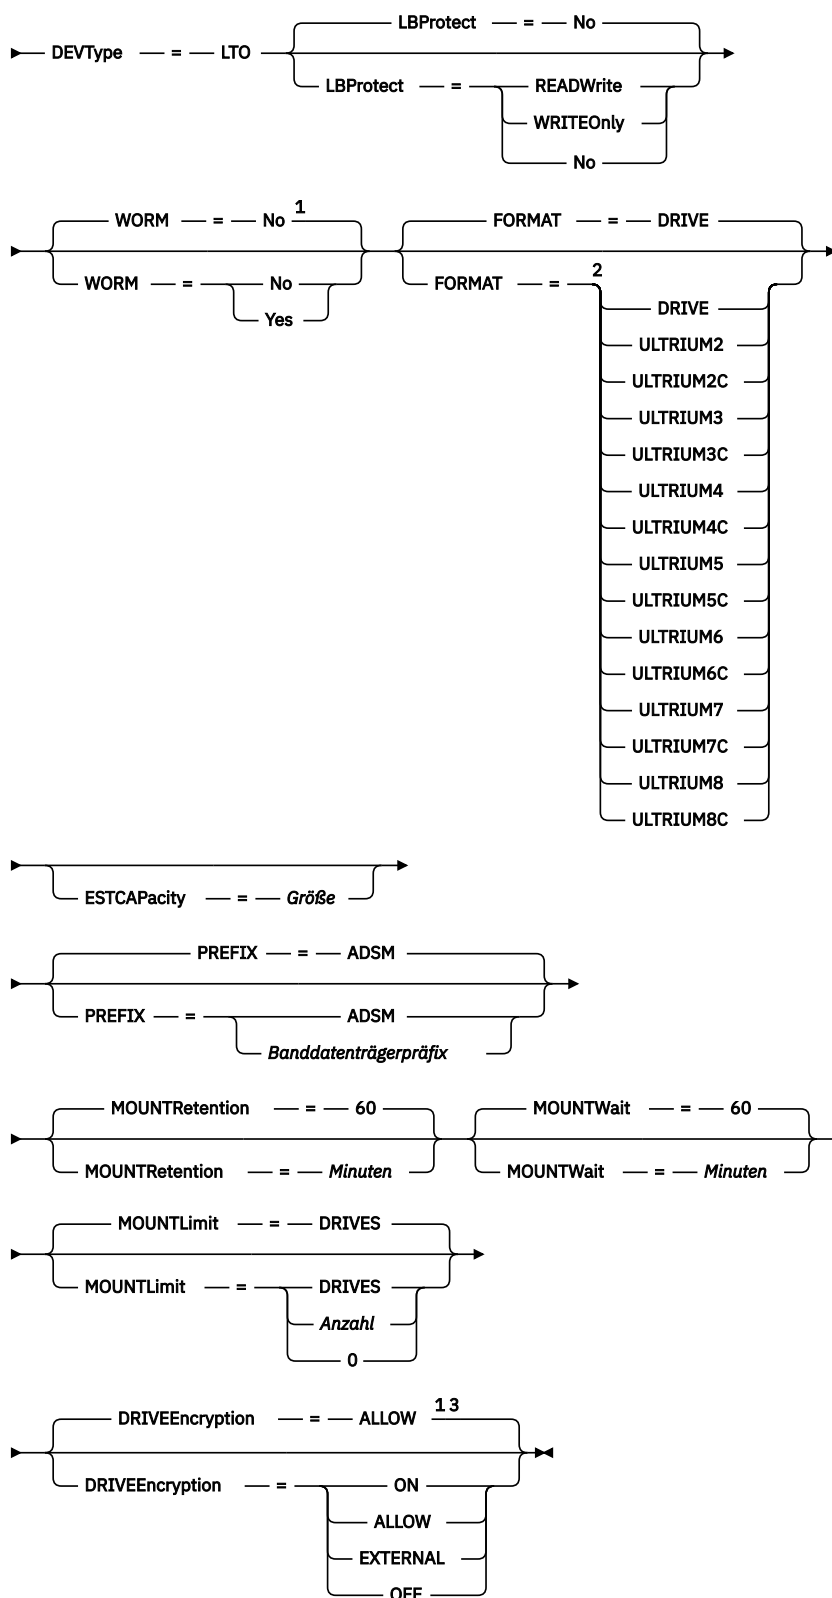 LBProtect = No
DEVType = LTO
LBProtect = READWrite
WRITEOnly
No
WORM = No 1
FORMAT = DRIVE
WORM = No
Yes
FORMAT = 2
DRIVE
ULTRIUM2
ULTRIUM2C
ULTRIUM3
ULTRIUM3C
ULTRIUM4
ULTRIUM4C
ULTRIUM5
ULTRIUM5C
ULTRIUM6
ULTRIUM6C
ULTRIUM7
ULTRIUM7C
ULTRIUM8
ULTRIUM8C
ESTCAPacity = Größe
PREFIX = ADSM
PREFIX = ADSM
Banddatenträgerpräfix
MOUNTRetention = 60
MOUNTWait = 60
MOUNTRetention = Minuten
MOUNTWait = Minuten
MOUNTLimit = DRIVES
MOUNTLimit = DRIVES
Anzahl
0
DRIVEEncryption = ALLOW 1 3
DRIVEEncryption = ON
ALLOW
EXTERNAL
OFF